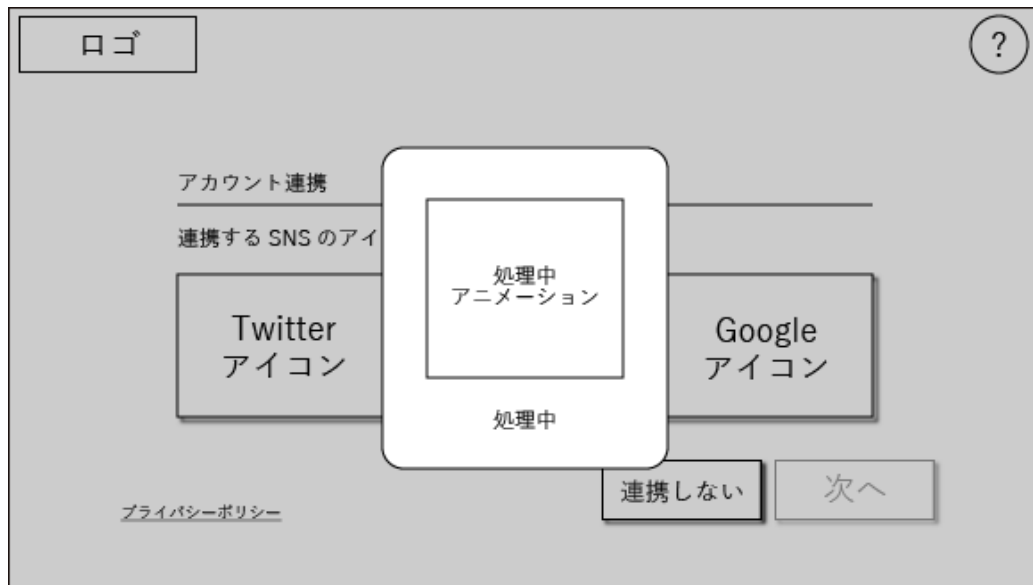 ロゴ
?
アカウント連携
連携する SNS のアイ
Twitter
アイコン
処理中
アニメーション
処理中
Google
アイコン
連携しない
次へ
プライバシーポリシー